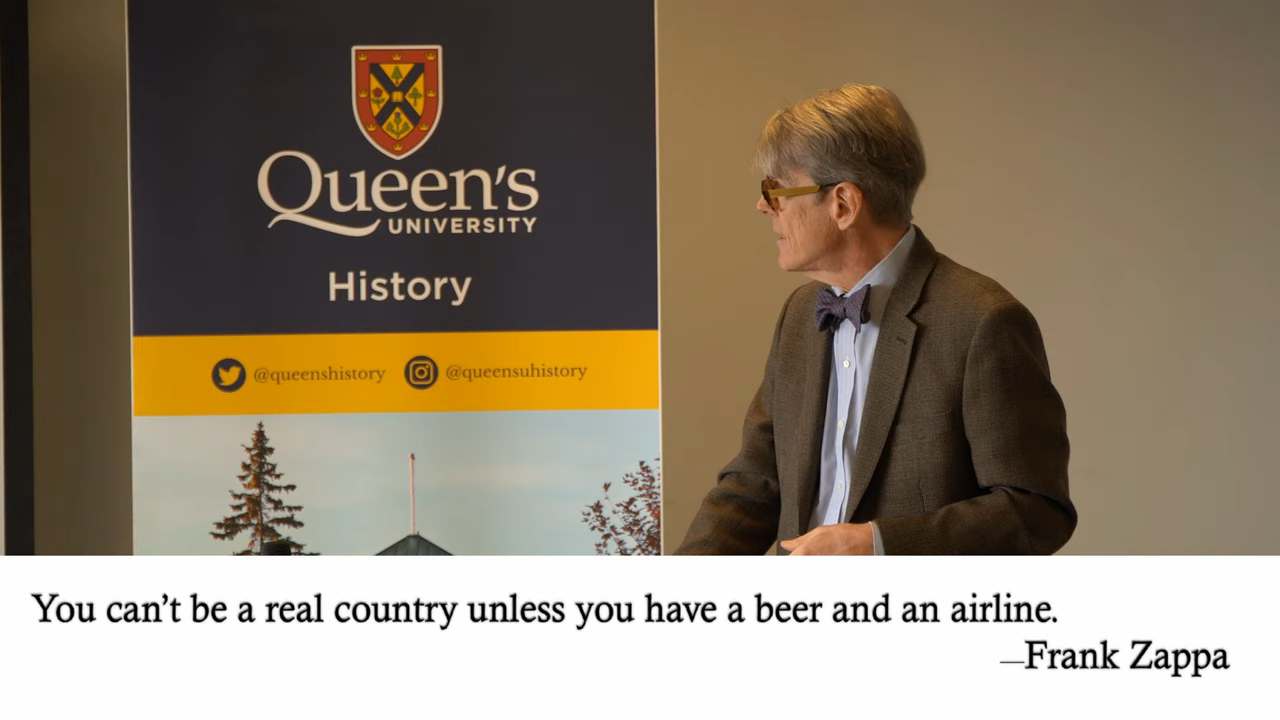 Queen's
UNIVERSITY
History
@queenshistory @queensuhistory
You can't be a real country unless you have a beer and an airline.
—Frank Zappa